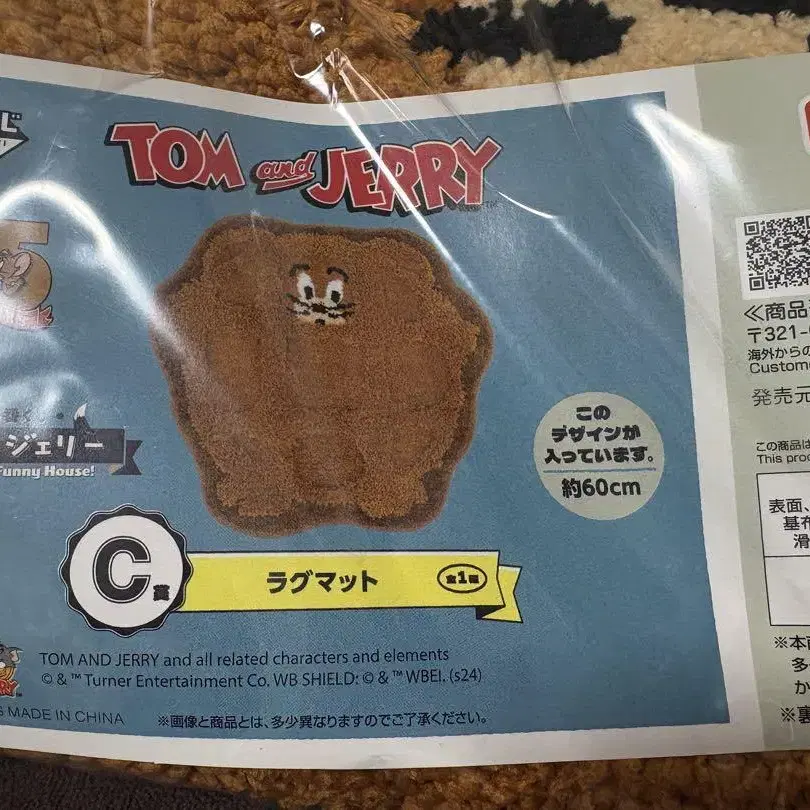 じ
TOM and JERRY
5
ジェリー
Funny House!
この
デザインが
入っています。
約60cm
C賞
ラグマット
全1種
TOM AND JERRY and all related characters and elements
© & ™ Turner Entertainment Co. WB SHIELD: © & ™ WBEI. (s24)
MADE IN CHINA
※画像と商品とは、多少異なりますのでご了承ください。
≪商品
〒321-
海外からの
Custome
発売元
この商品は
This prod
表面、
基布
滑
※本商
多
か
※裏